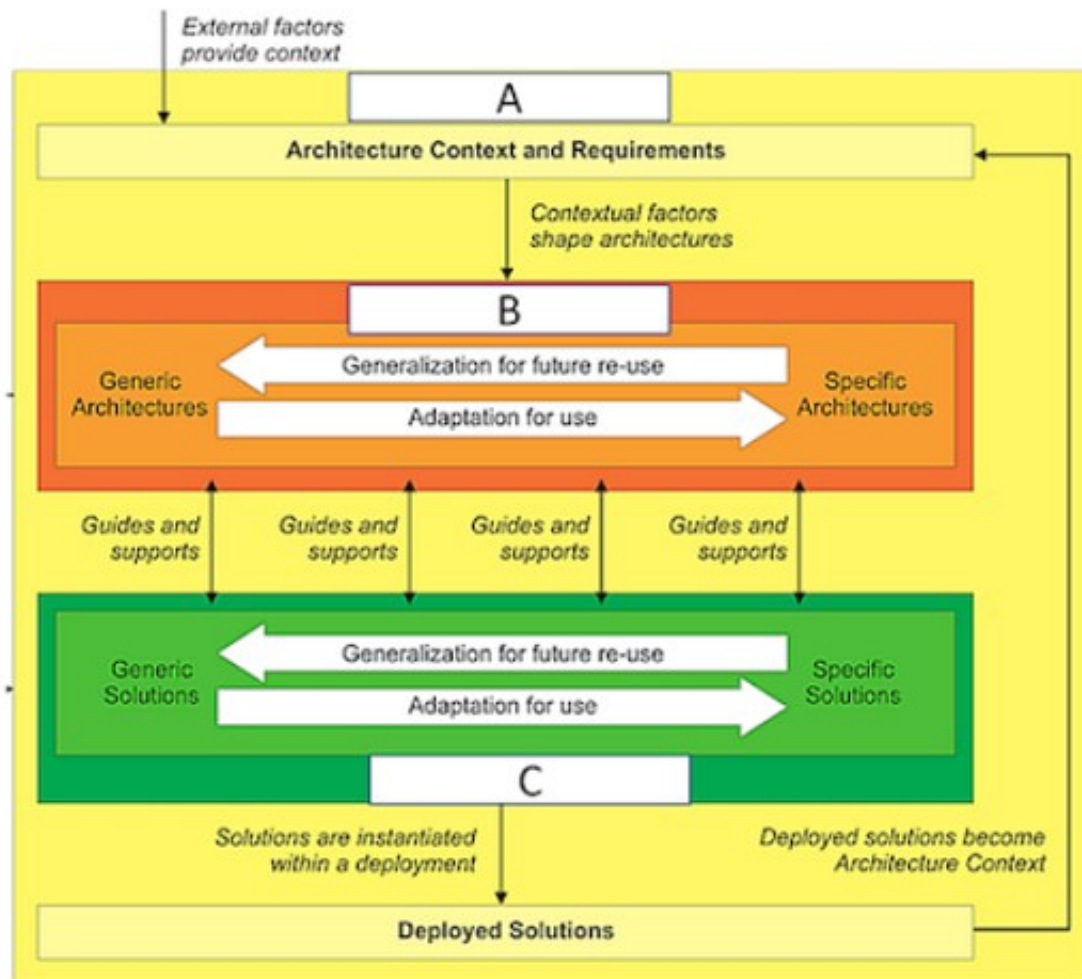 External factors
provide context
A
Architecture Context and Requirements
Contextual factors
shape architectures
B
Generic
Architectures
Generalization for future re-use
Adaptation for use
Specific
Architectures
Guides and
supports
Guides and
supports
Guides and
supports
Guides and
supports
Generic
Solutions
Generalization for future re-use
Adaptation for use
Specific
Solutions
C
Solutions are instantiated
within a deployment
Deployed solutions become
Architecture Context
Deployed Solutions